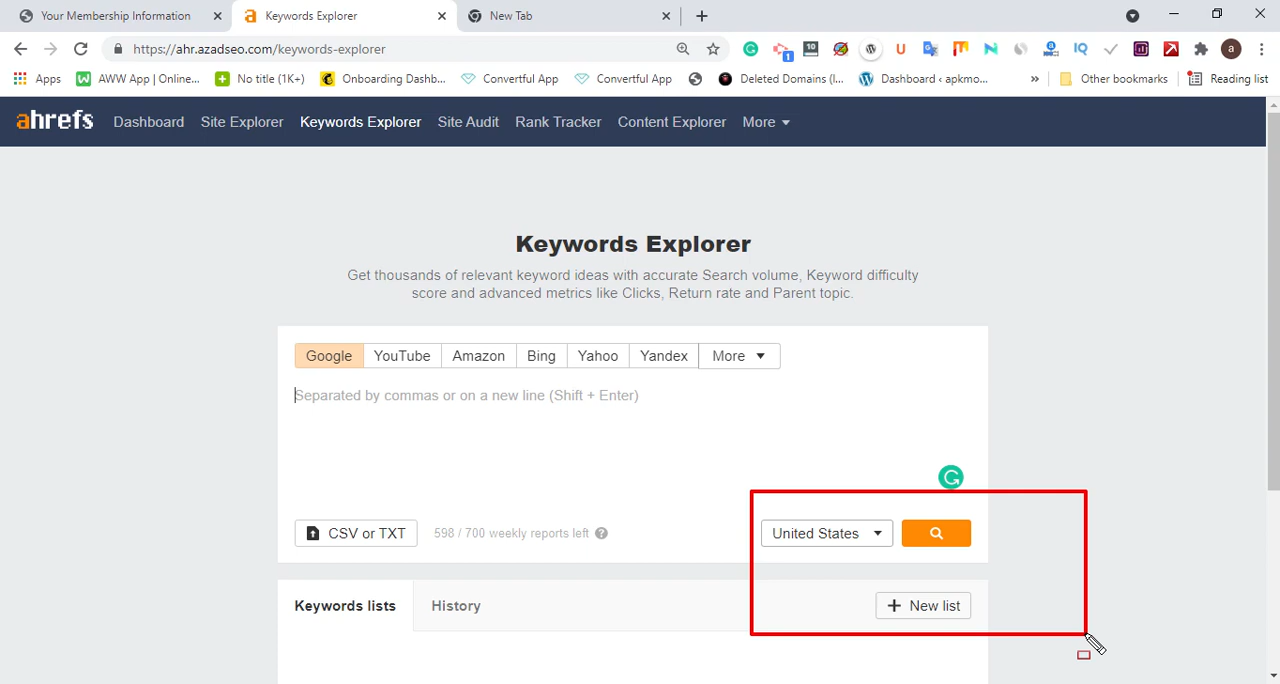 Your Membership Information
Keywords Explorer
New Tab
https://ahr.azadseo.com/keywords-explorer
10
1
U
IQ
a
Apps
AWW App | Online...
No title (1K+)
Onboarding Dashb...
Convertful App
Convertful App
Deleted Domains (l...
Dashboard ‹ apkmo...
»
Other bookmarks
Reading list
ahrefs
Dashboard
Site Explorer
Keywords Explorer
Site Audit
Rank Tracker
Content Explorer
More
Keywords Explorer
Get thousands of relevant keyword ideas with accurate Search volume, Keyword difficulty
score and advanced metrics like Clicks, Return rate and Parent topic.
Google
YouTube
Amazon
Bing
Yahoo
Yandex
More
Separated by commas or on a new line (Shift + Enter)
CSV or TXT
598 / 700 weekly reports left
United States
Keywords lists
History
+ New list